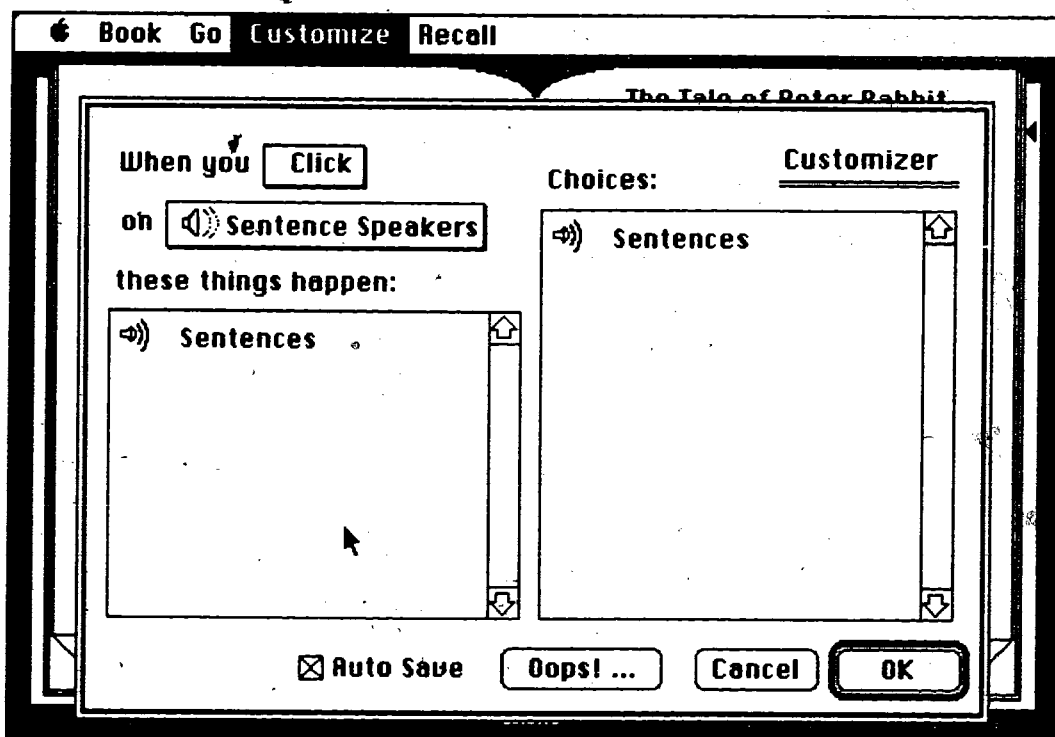 Book Go Customize Recall
The Tale of Peter Rabbit
Customizer
When you Click
on Sentence Speakers
these things happen:
Sentences
Choices:
Sentences
Auto Save
Oops! ...
Cancel
OK